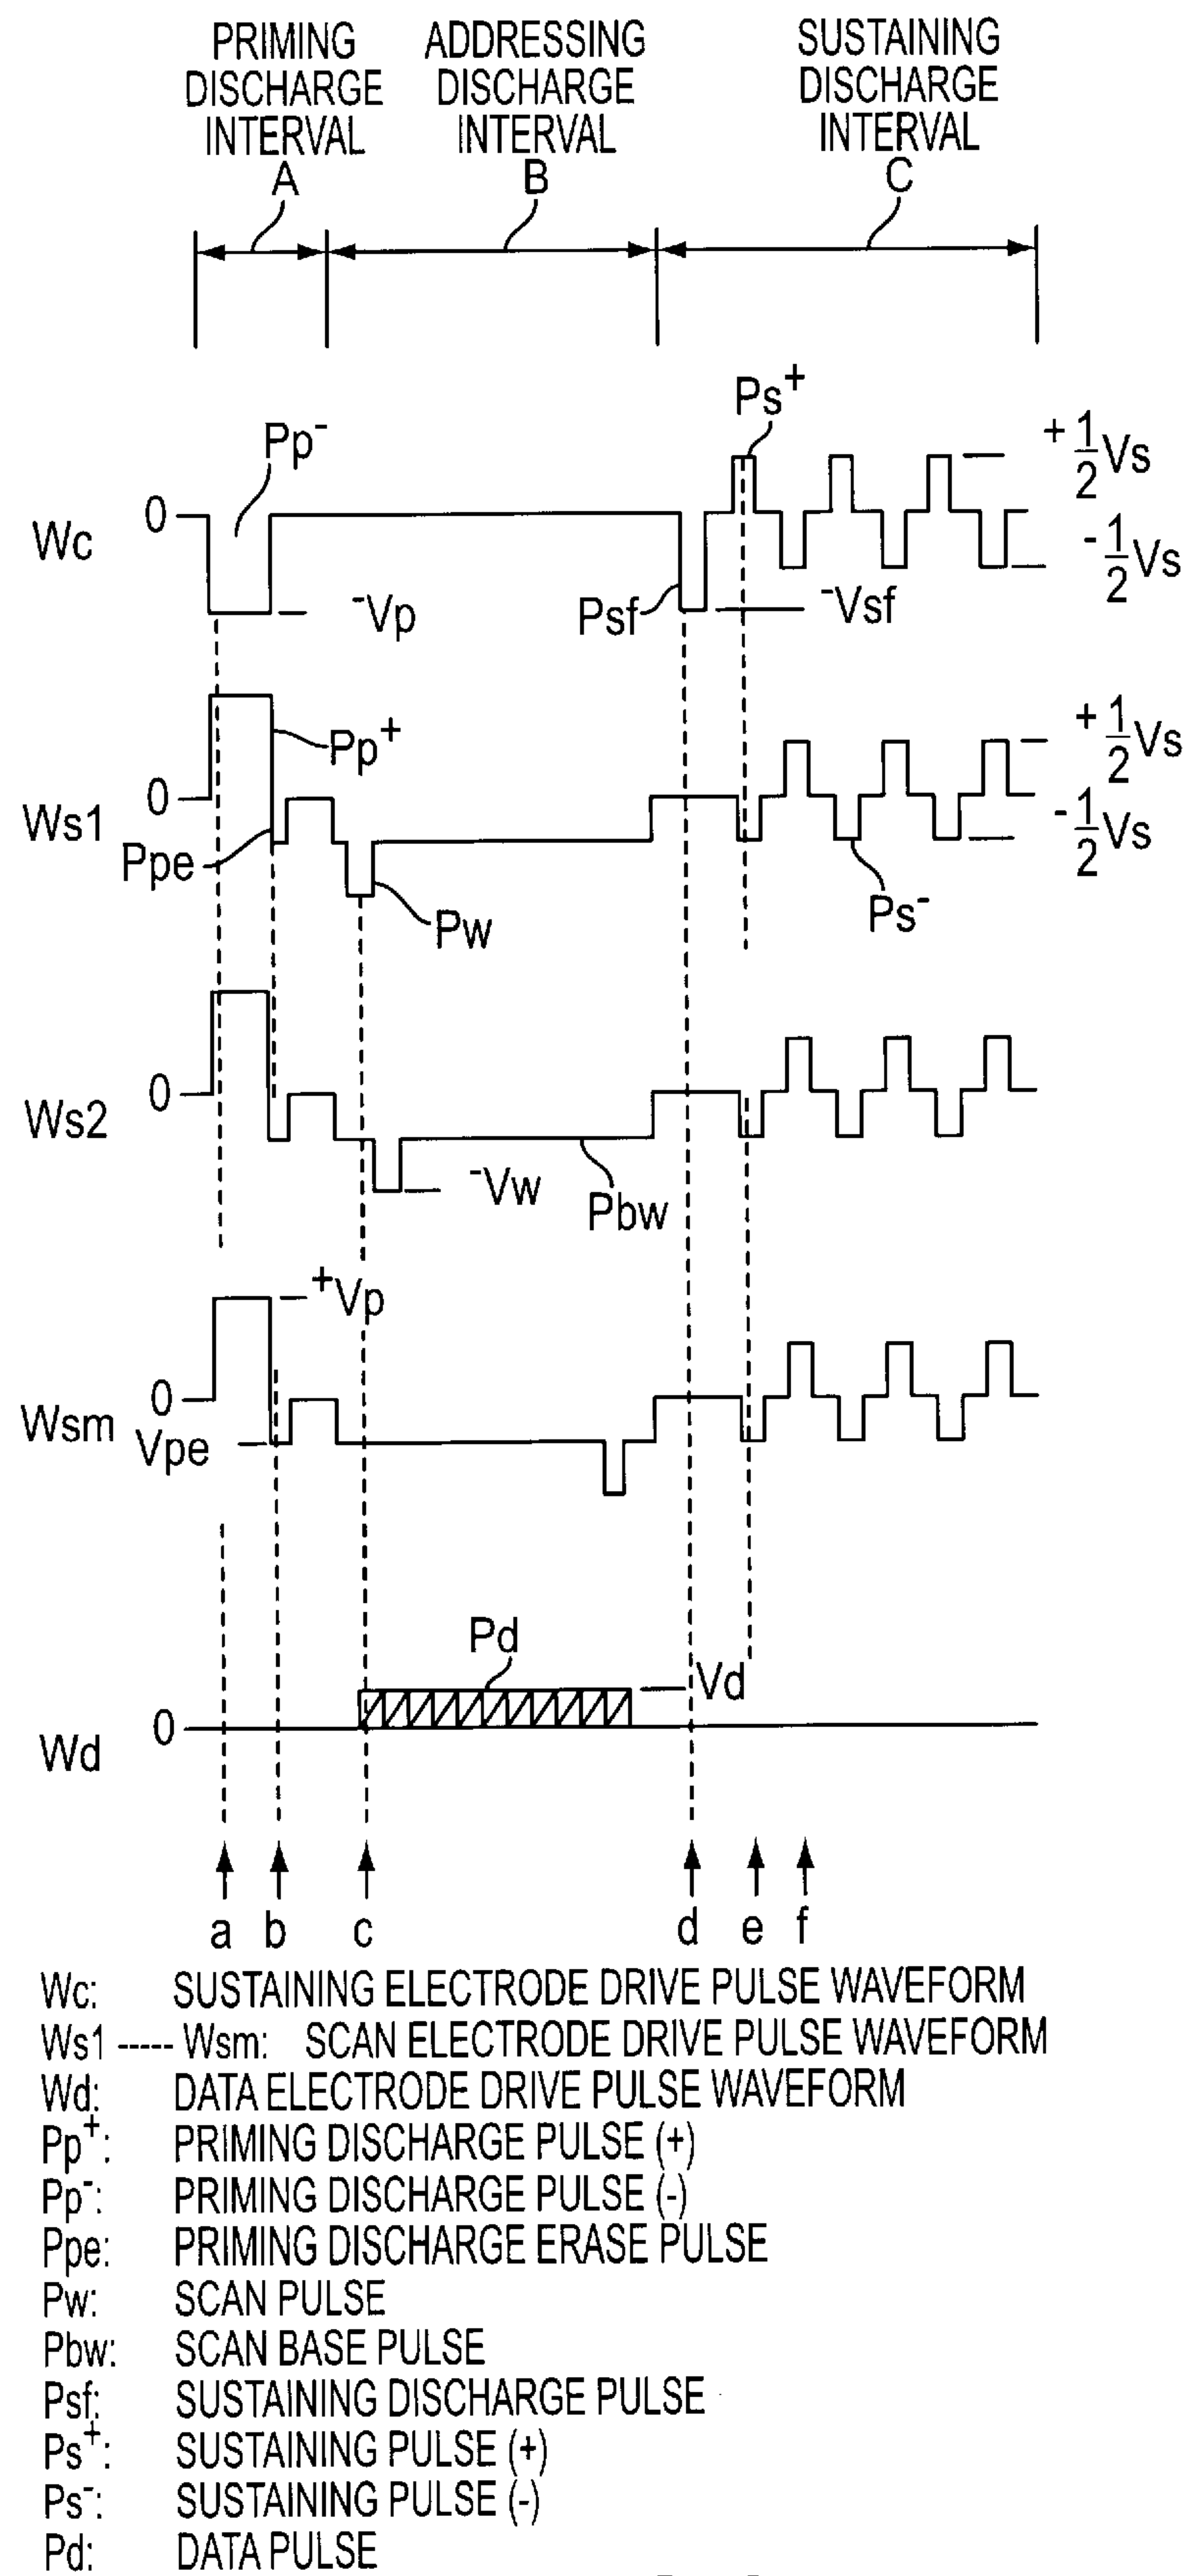 PRIMING DISCHARGE INTERVAL
A
ADDRESSING DISCHARGE INTERVAL
B
SUSTAINING DISCHARGE INTERVAL
C
Ps+
Pp-
+1/2Vs
0
Wc
-1/2Vs
-Vp
Psf
-Vsf
Pp+
+1/2Vs
0
Ws1
-1/2Vs
Ppe
Pw
Ps-
0
Ws2
-Vw
Pbw
+Vp
0
Wsm
Vpe
Pd
Vd
0
Wd
a b c d e f
Wc: SUSTAINING ELECTRODE DRIVE PULSE WAVEFORM
Ws1 ----- Wsm: SCAN ELECTRODE DRIVE PULSE WAVEFORM
Wd: DATA ELECTRODE DRIVE PULSE WAVEFORM
Pp+: PRIMING DISCHARGE PULSE (+)
Pp-: PRIMING DISCHARGE PULSE (-)
Ppe: PRIMING DISCHARGE ERASE PULSE
Pw: SCAN PULSE
Pbw: SCAN BASE PULSE
Psf: SUSTAINING DISCHARGE PULSE
Ps+: SUSTAINING PULSE (+)
Ps-: SUSTAINING PULSE (-)
Pd: DATA PULSE